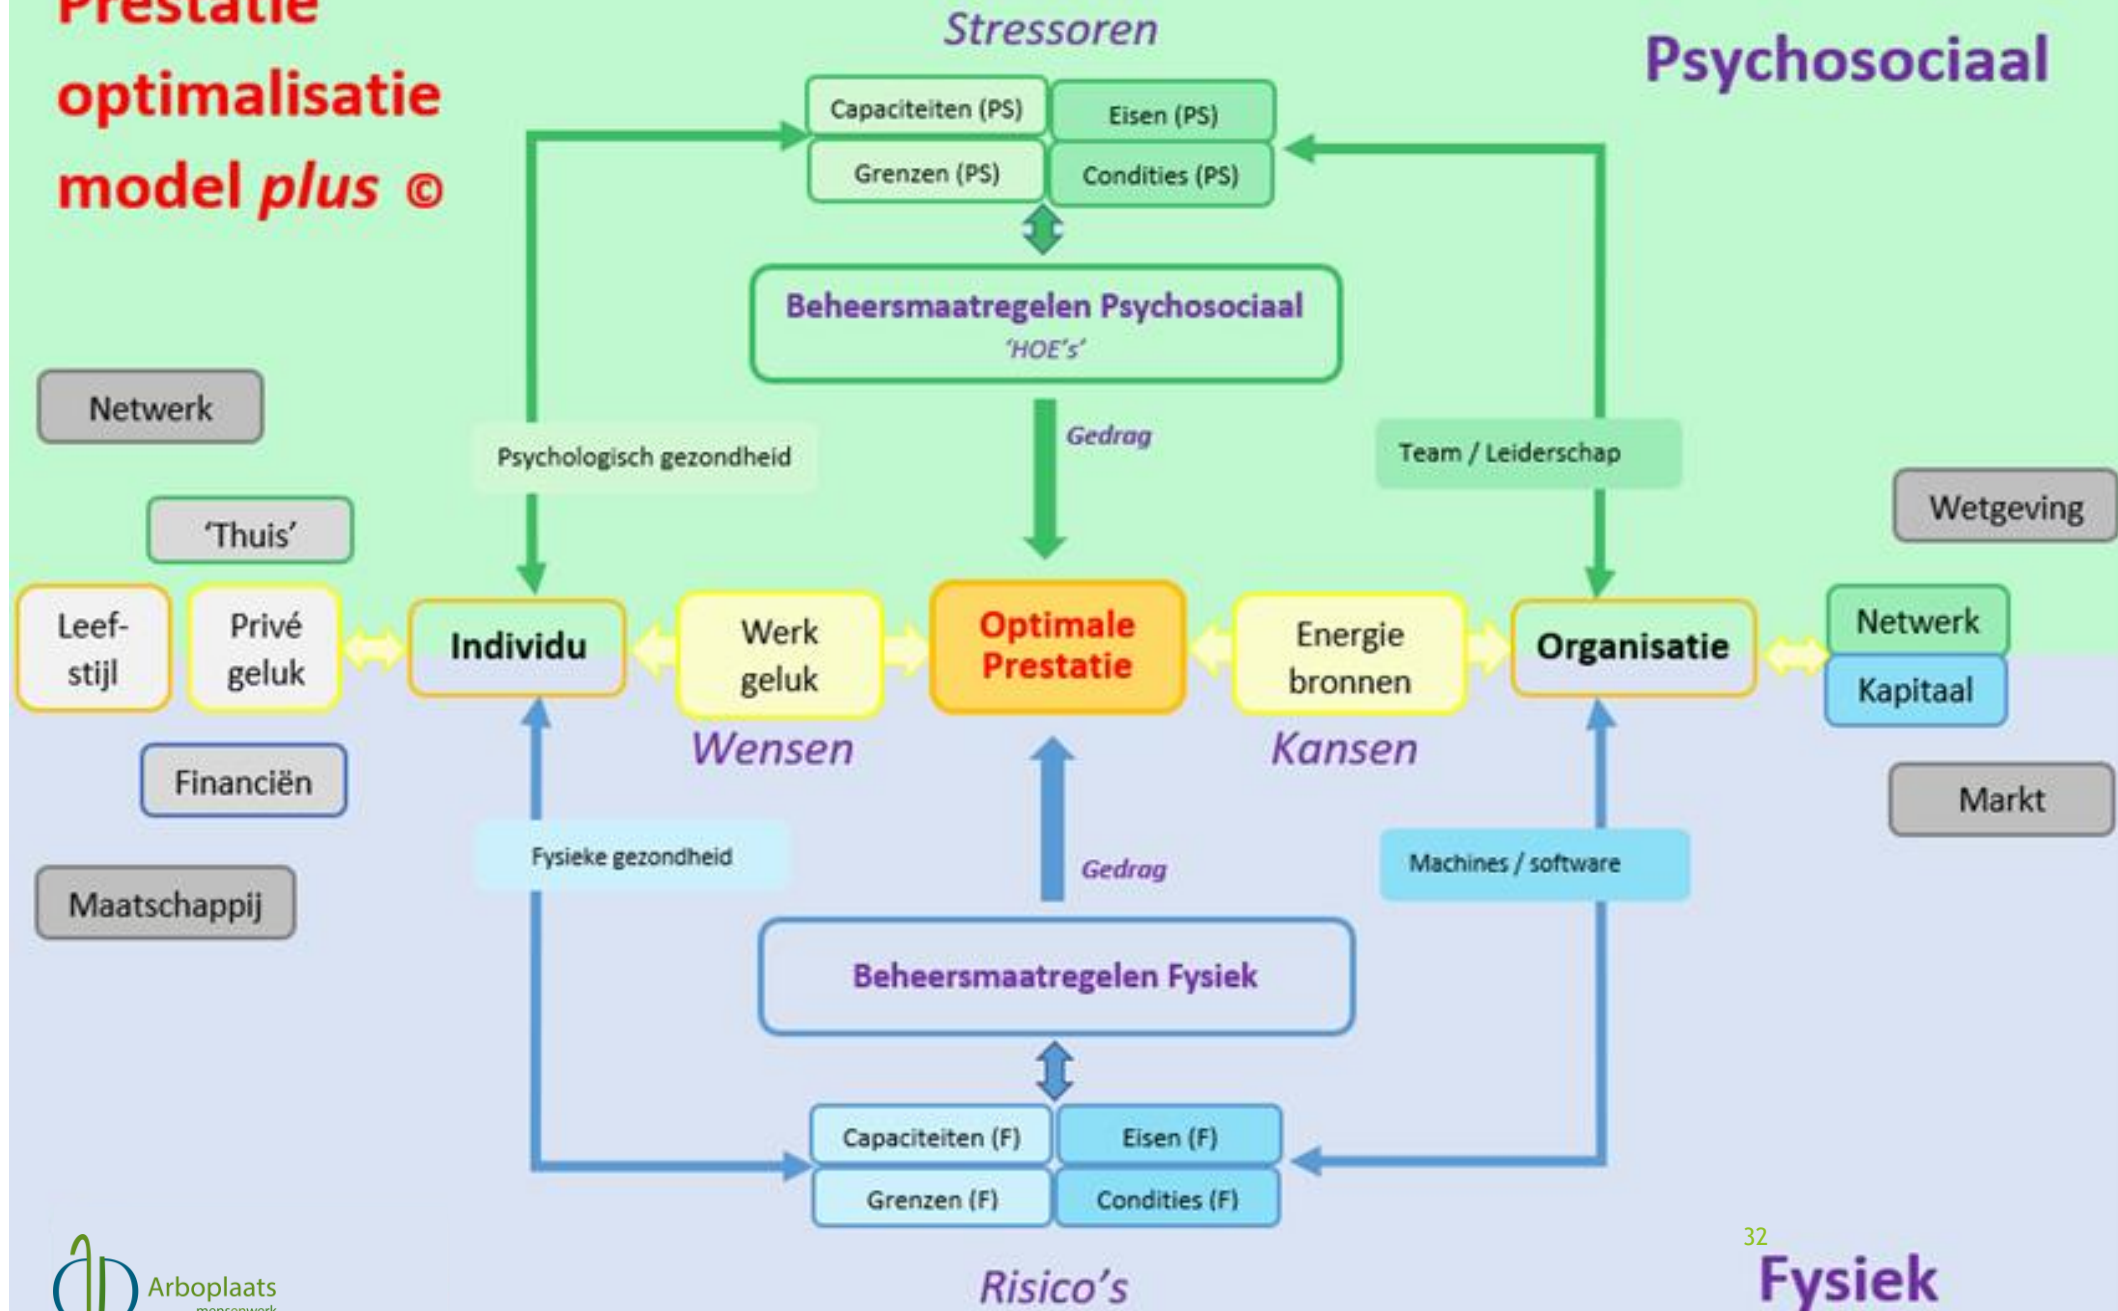 Prestatie
optimalisatie
model plus ©
Stressoren
Psychosociaal
Capaciteiten (PS)
Eisen (PS)
Grenzen (PS)
Condities (PS)
Beheersmaatregelen Psychosociaal
‘HOE’s’
Netwerk
Gedrag
Psychologisch gezondheid
Team / Leiderschap
‘Thuis’
Wetgeving
Leef-
stijl
Privé
geluk
Individu
Werk
geluk
Optimale
Prestatie
Energie
bronnen
Organisatie
Netwerk
Kapitaal
Wensen
Kansen
Financiën
Markt
Fysieke gezondheid
Gedrag
Machines / software
Maatschappij
Beheersmaatregelen Fysiek
Capaciteiten (F)
Eisen (F)
Grenzen (F)
Condities (F)
32
Fysiek
Risico’s
Arboplaats
mensenwerk